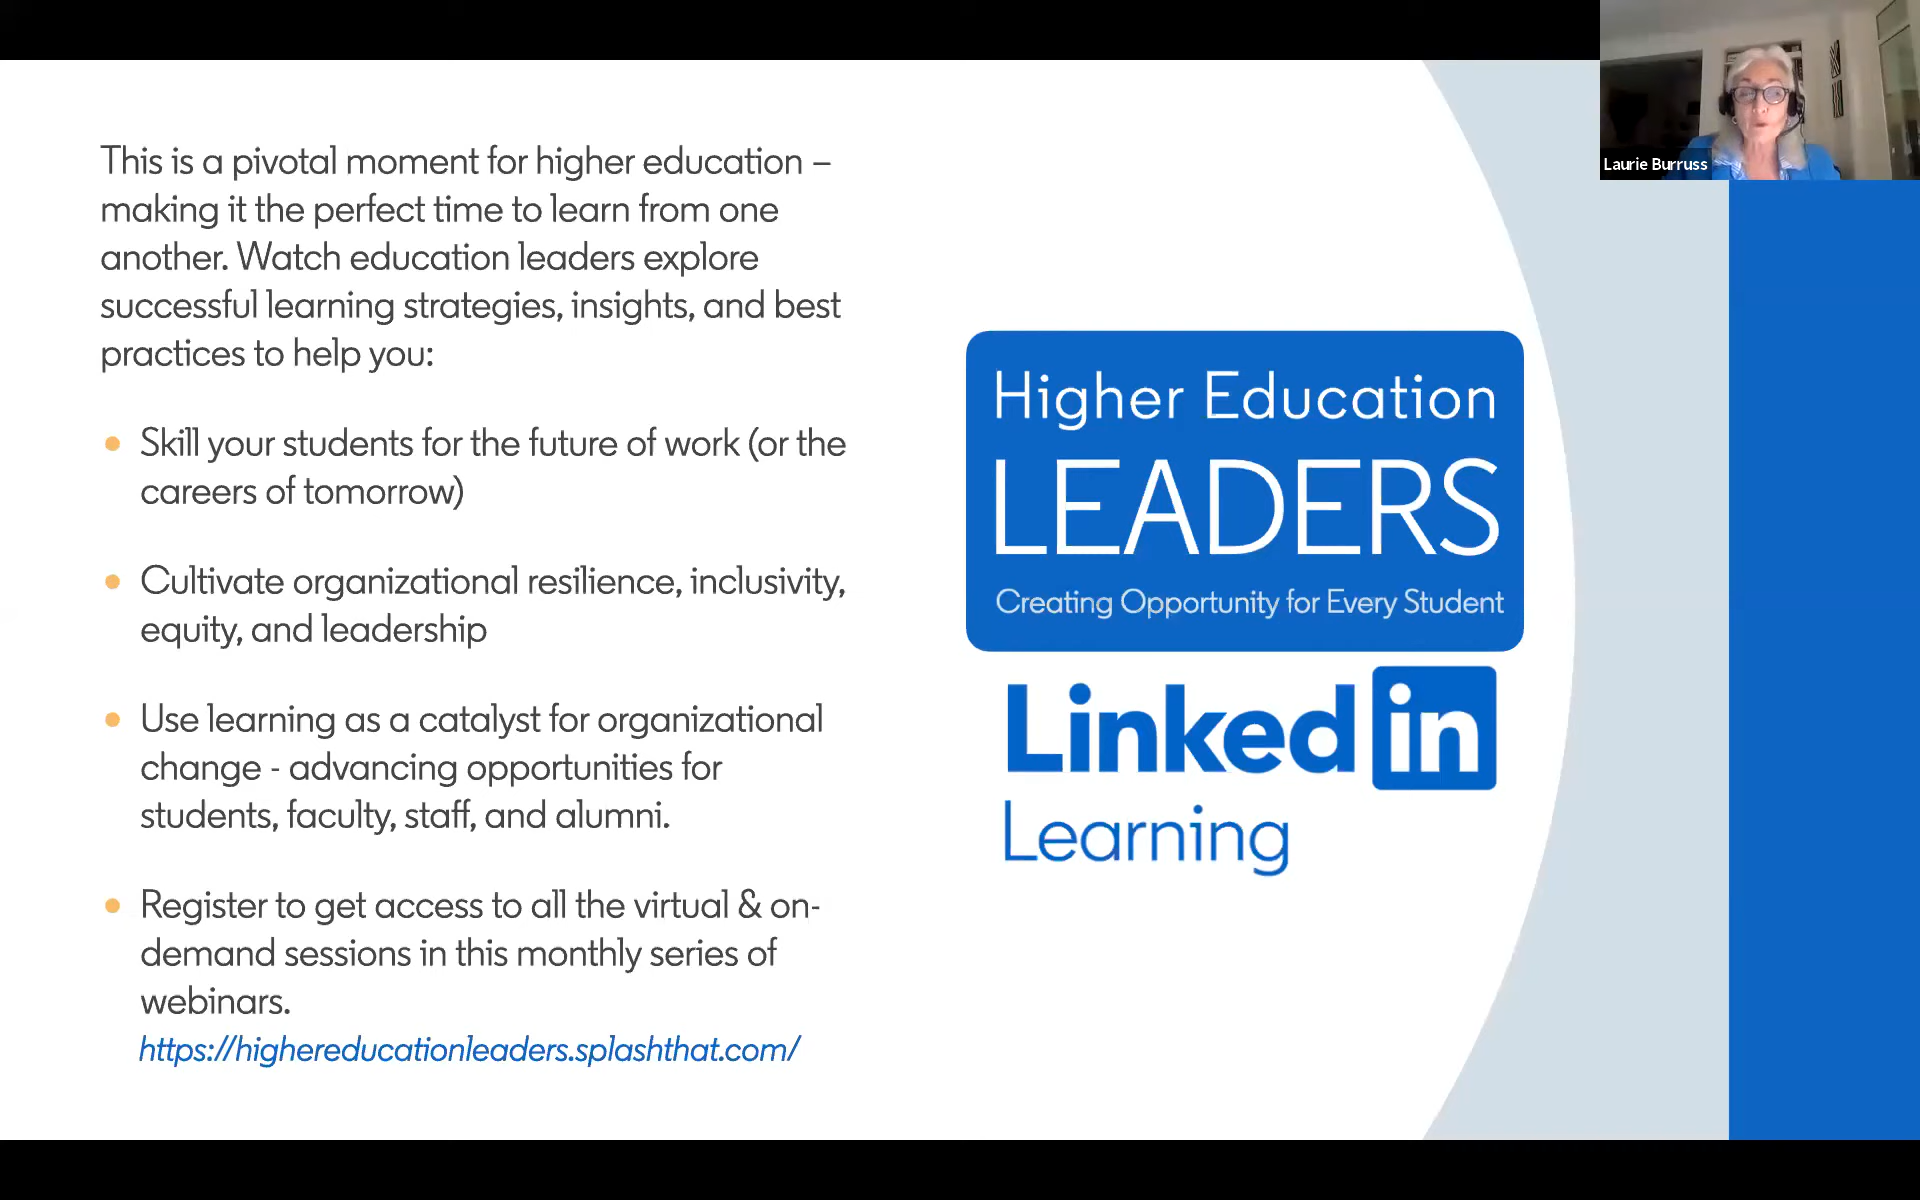 Laurie Burruss
This is a pivotal moment for higher education –
making it the perfect time to learn from one
another. Watch education leaders explore
successful learning strategies, insights, and best
practices to help you:
• Skill your students for the future of work (or the
careers of tomorrow)
• Cultivate organizational resilience, inclusivity,
equity, and leadership
• Use learning as a catalyst for organizational
change - advancing opportunities for
students, faculty, staff, and alumni.
• Register to get access to all the virtual & on-
demand sessions in this monthly series of
webinars.
https://highereducationleaders.splashthat.com/
Higher Education
LEADERS
Creating Opportunity for Every Student
Linked in
Learning